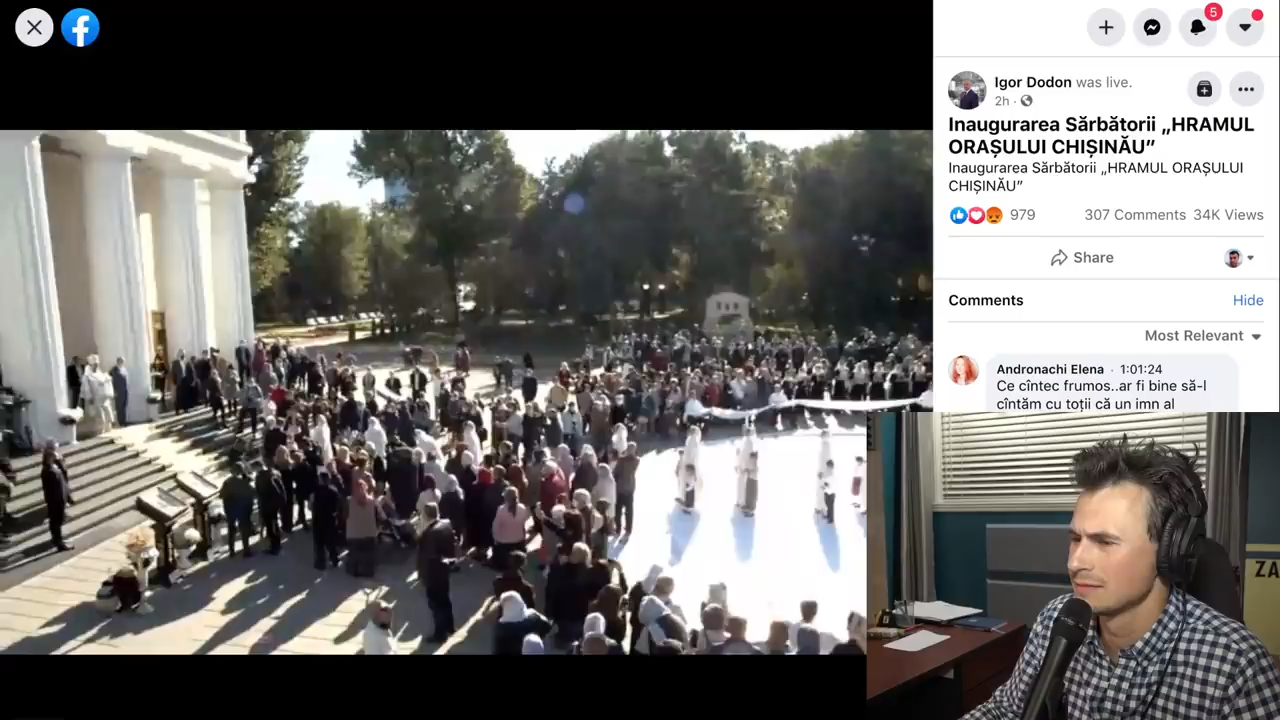 5
Igor Dodon was live.
2h ·
Inaugurarea Sărbătorii „HRAMUL
ORAȘULUI CHIȘINĂU”
Inaugurarea Sărbătorii „HRAMUL ORAȘULUI
CHIȘINĂU”
979 307 Comments 34K Views
Share
Comments Hide
Most Relevant
Andronachi Elena · 1:01:24
Ce cîntec frumos..ar fi bine să-l
cîntăm cu toții că un imn al
ZA